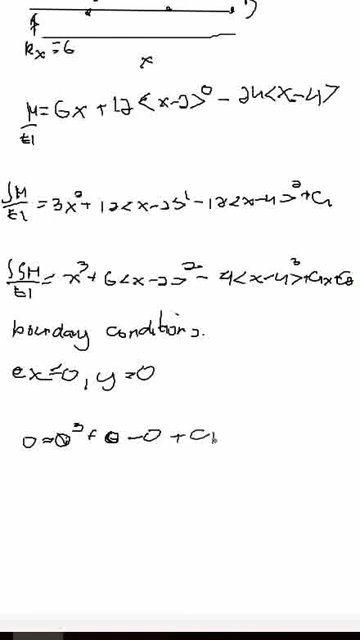 Rx=6
x
M/EI = 6x + 12<x-2>⁰ - 24<x-4>
∫M/EI = 3x² + 12<x-2>¹ - 12<x-4>² + C₁
∫∫M/EI = x³ + 6<x-2>² - 4<x-4>³ + C₁x + C₂
bounday conditions.
@x=0, y=0
0=0³+0-0+C₁